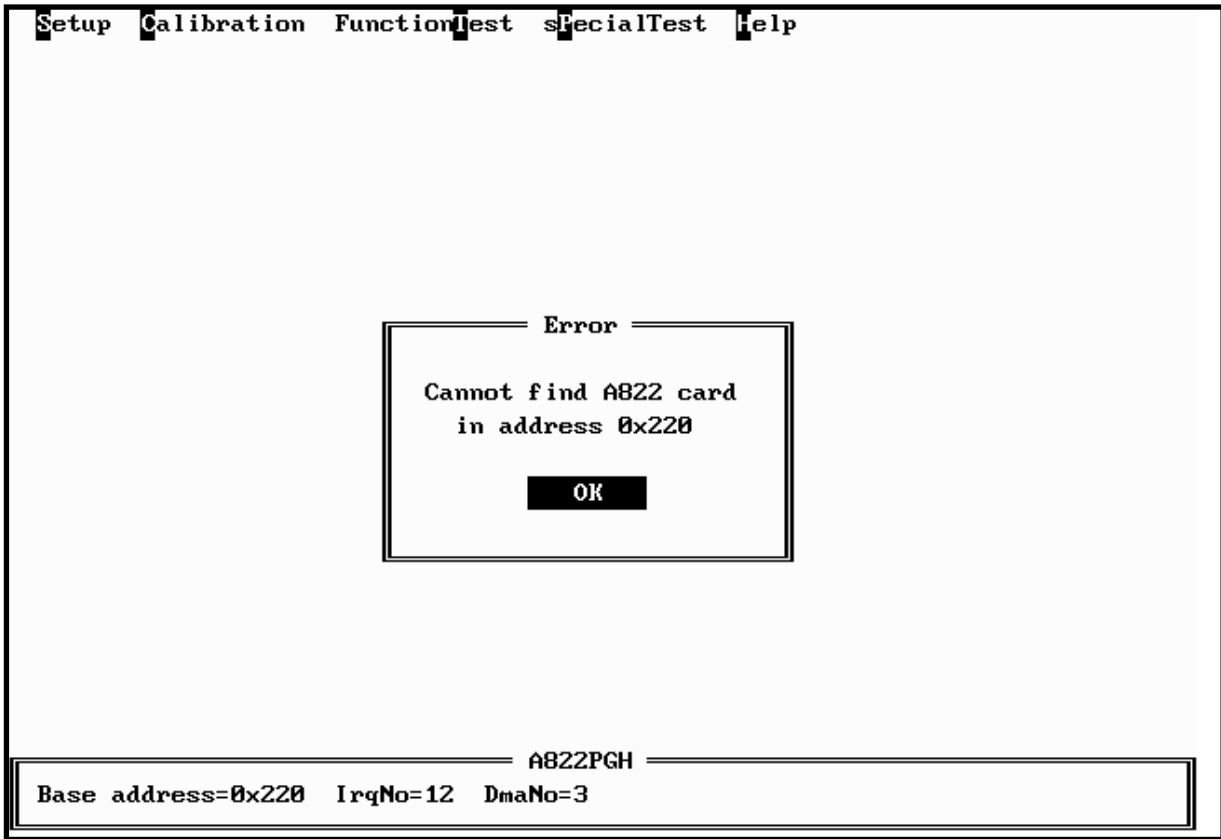 Setup Calibration FunctionTest sPecialTest Help
Error
Cannot find A822 card
in address 0x220
OK
A822PGH
Base address=0x220 IrqNo=12 DmaNo=3